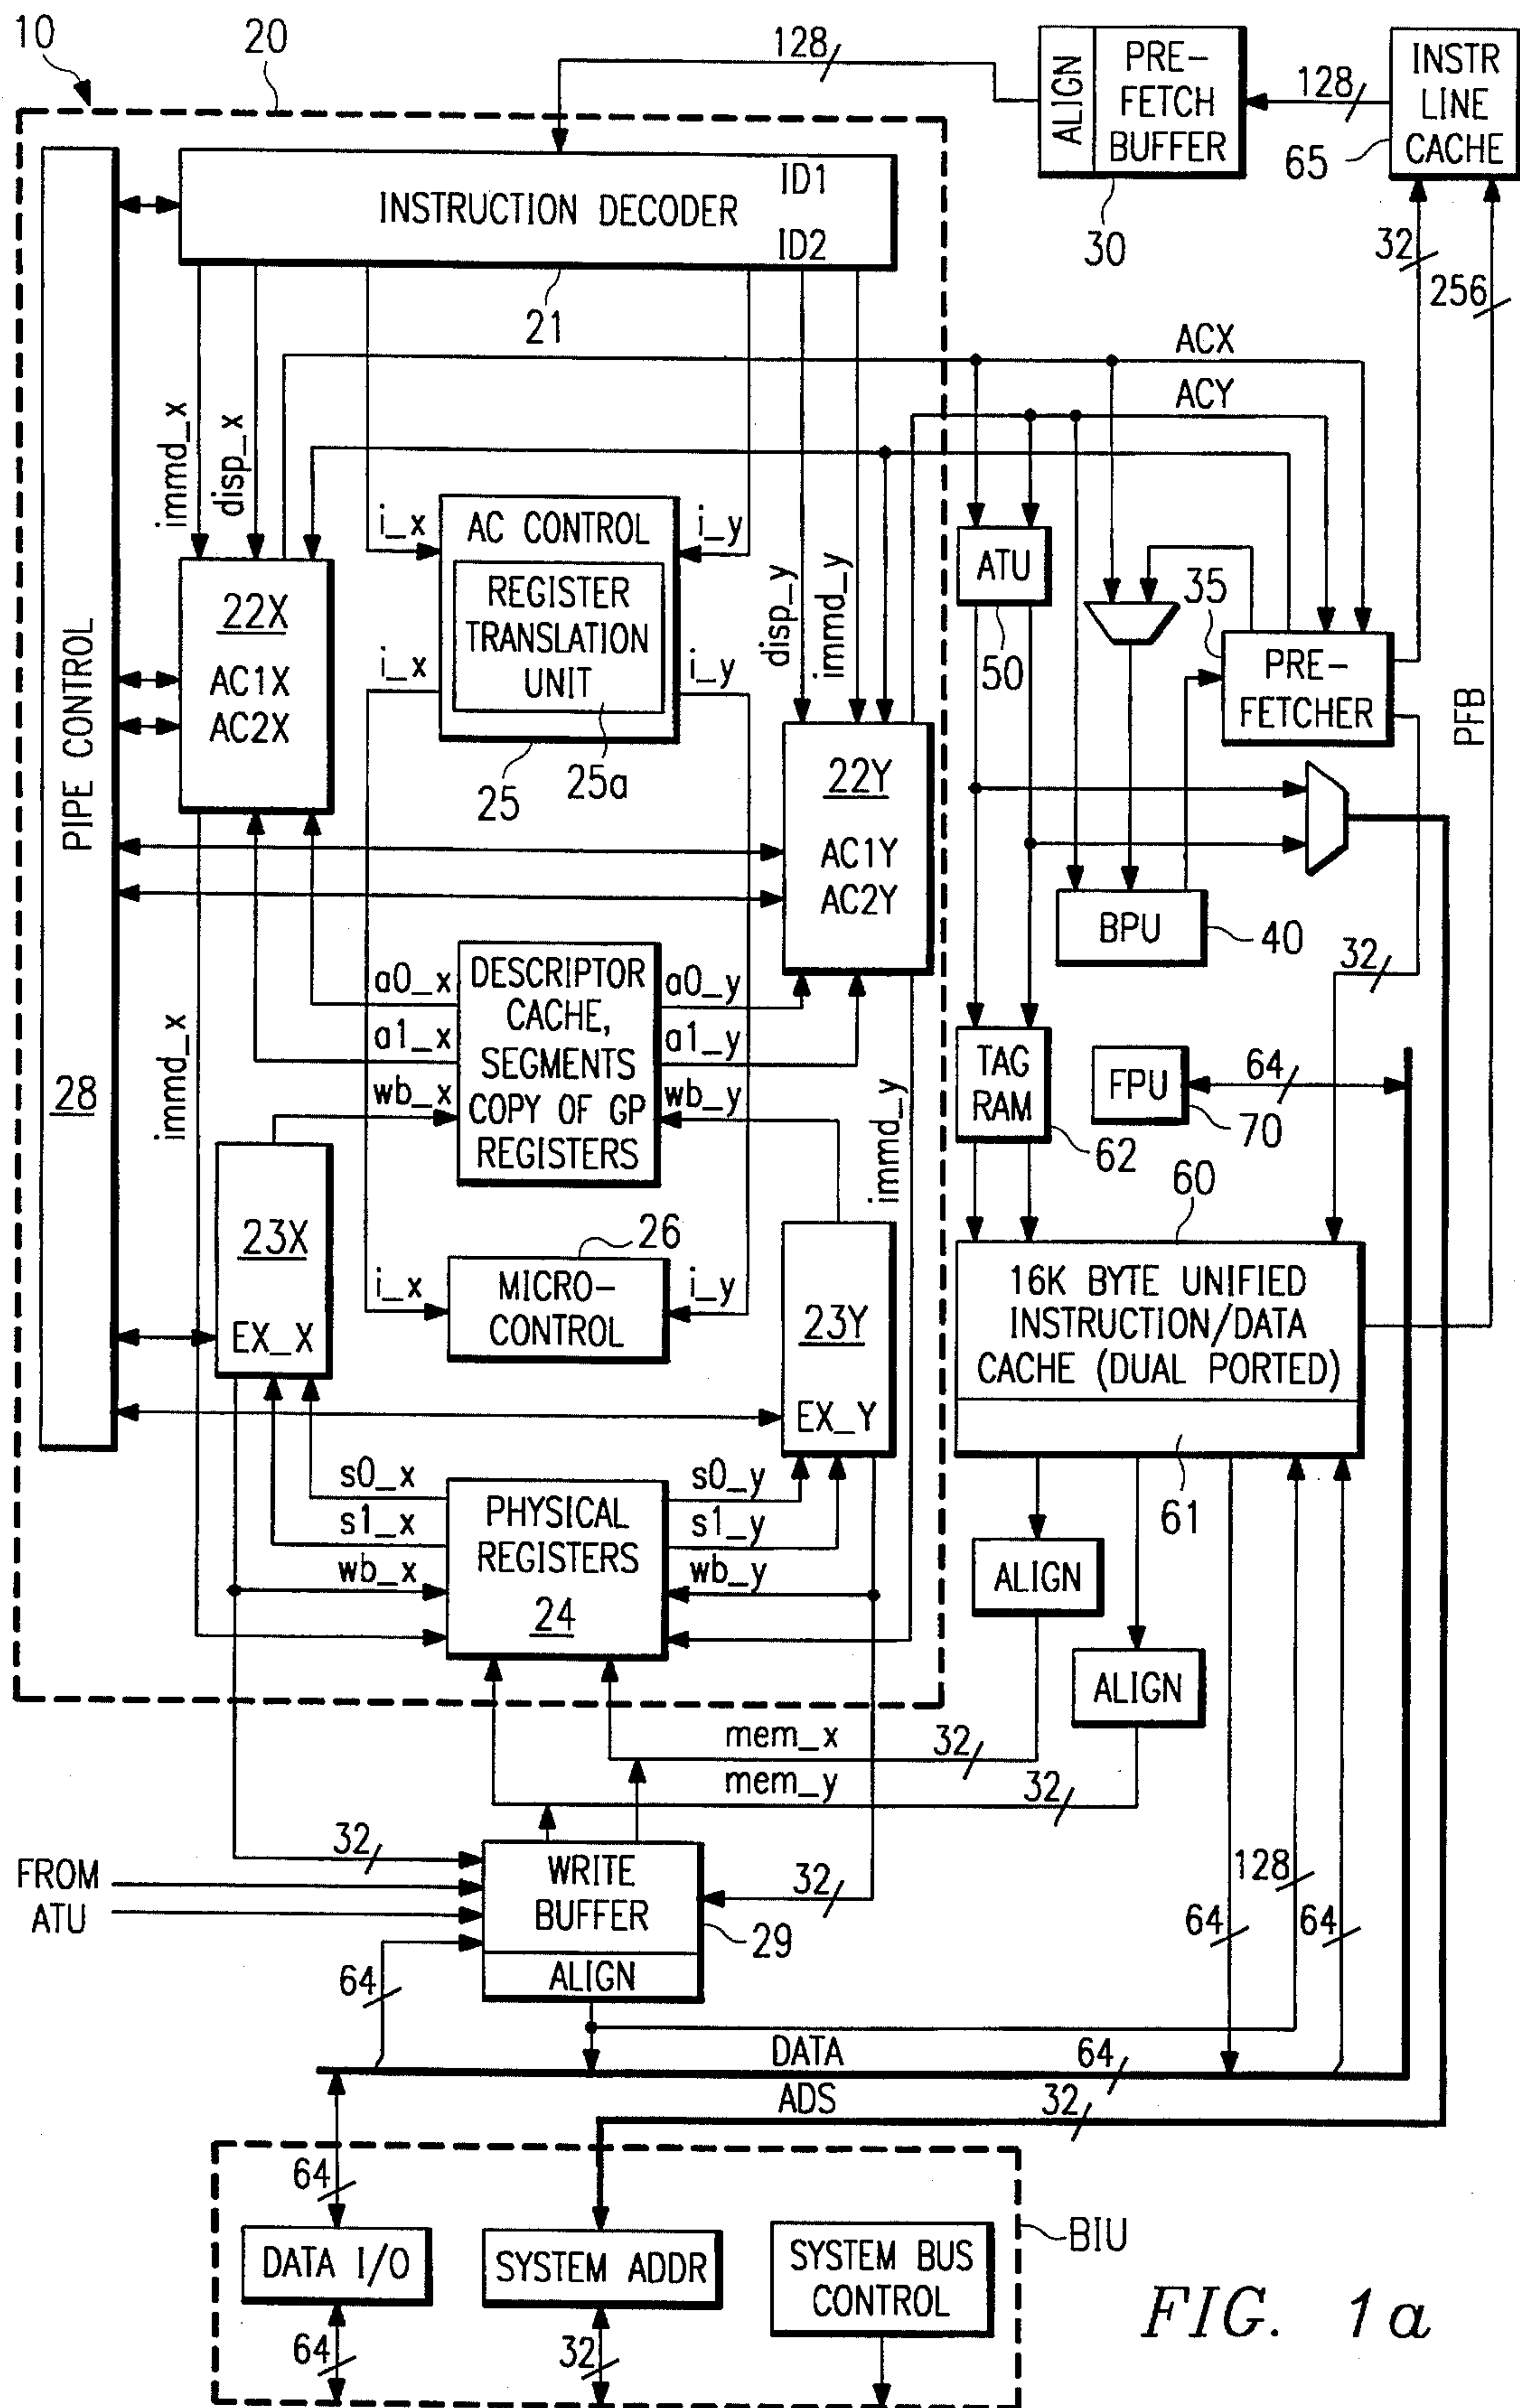 10
20
128
ALIGN
PRE-
FETCH
BUFFER
30
128
INSTR
LINE
CACHE
65
32
256
PFB
INSTRUCTION DECODER
ID1
ID2
21
ACX
ACY
immd_x
disp_x
i_x
AC CONTROL
i_y
REGISTER
TRANSLATION
UNIT
i_x
i_y
25
25a
disp_y
immd_y
PIPE CONTROL
28
22X
AC1X
AC2X
22Y
AC1Y
AC2Y
ATU
50
35
PRE-
FETCHER
BPU
40
32
a0_x
a1_x
wb_x
DESCRIPTOR
CACHE,
SEGMENTS
COPY OF GP
REGISTERS
a0_y
a1_y
wb_y
immd_x
immd_y
TAG
RAM
62
FPU
70
64
23X
EX_X
26
i_x
MICRO-
CONTROL
i_y
23Y
EX_Y
60
16K BYTE UNIFIED
INSTRUCTION/DATA
CACHE (DUAL PORTED)
61
s0_x
s1_x
wb_x
PHYSICAL
REGISTERS
24
s0_y
s1_y
wb_y
ALIGN
ALIGN
mem_x
32
mem_y
32
32
FROM
ATU
WRITE
BUFFER
ALIGN
29
32
64
128
64
64
DATA
64
ADS
32
64
DATA I/O
64
SYSTEM ADDR
32
SYSTEM BUS
CONTROL
BIU
FIG. 1a